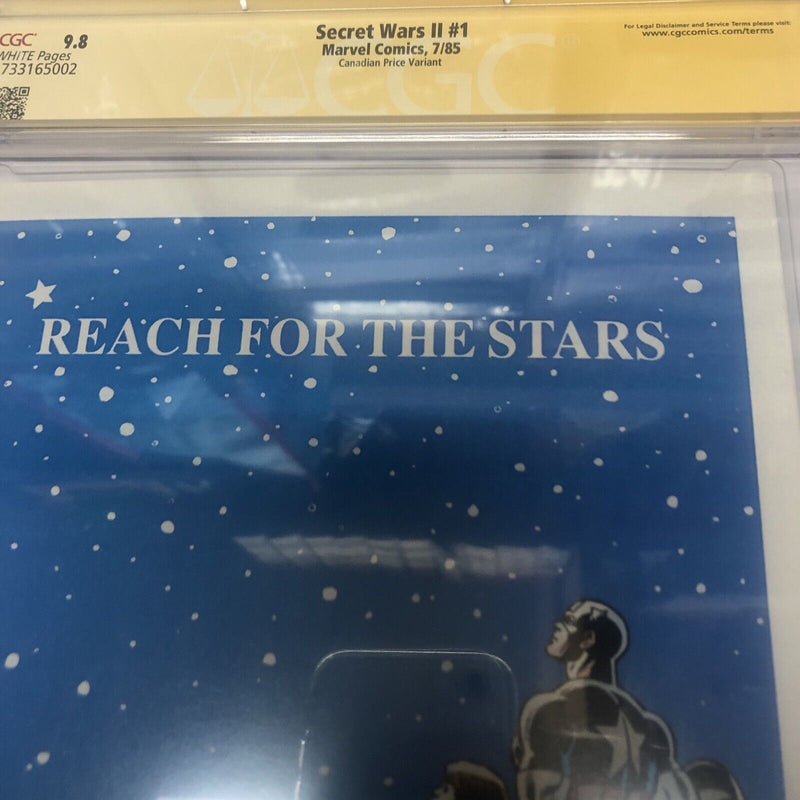 CGC 9.8
WHITE Pages
733165002
Secret Wars II #1
Marvel Comics, 7/85
Canadian Price Variant
For Legal Disclaimer and Service Terms please visit:
www.cgccomics.com/terms
CGC
REACH FOR THE STARS